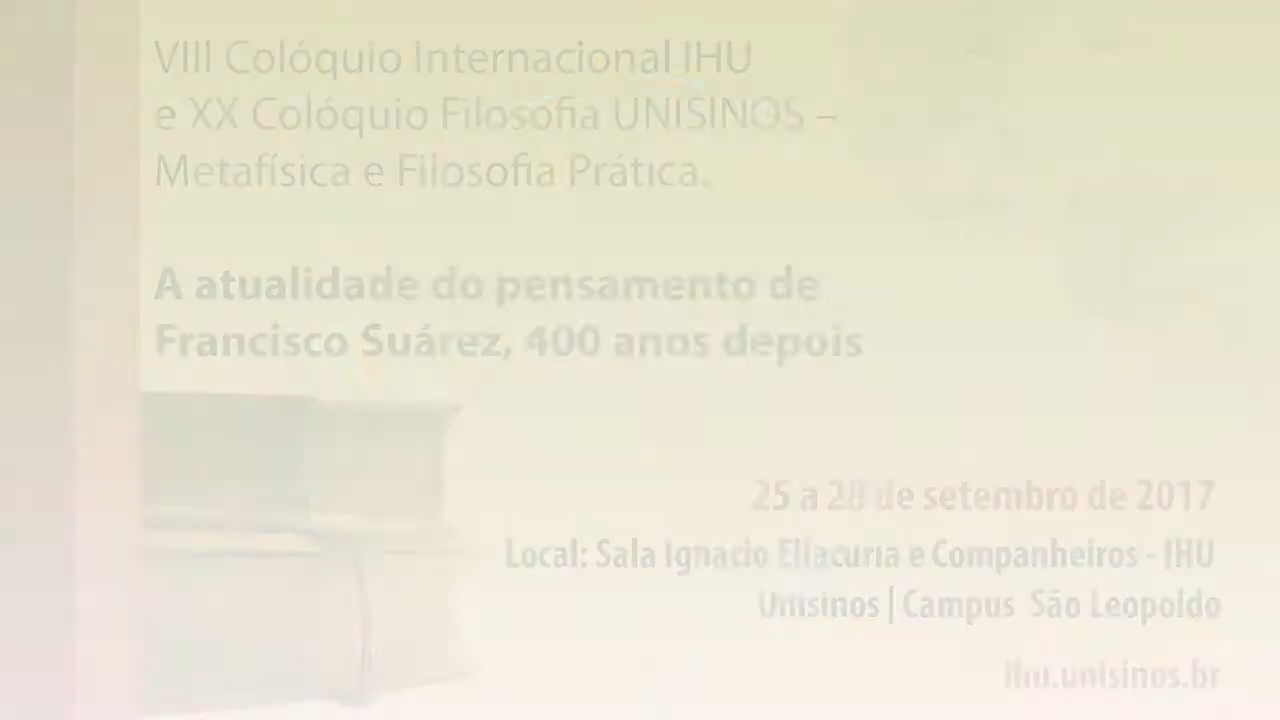 VIII Colóquio Internacional IHU
e XX Colóquio Filosofia UNISINOS –
Metafísica e Filosofia Prática.
A atualidade do pensamento de
Francisco Suárez, 400 anos depois
25 a 28 de setembro de 2017
Local: Sala Ignacio Ellacuria e Companheiros - IHU
Unisinos | Campus São Leopoldo
ihu.unisinos.br